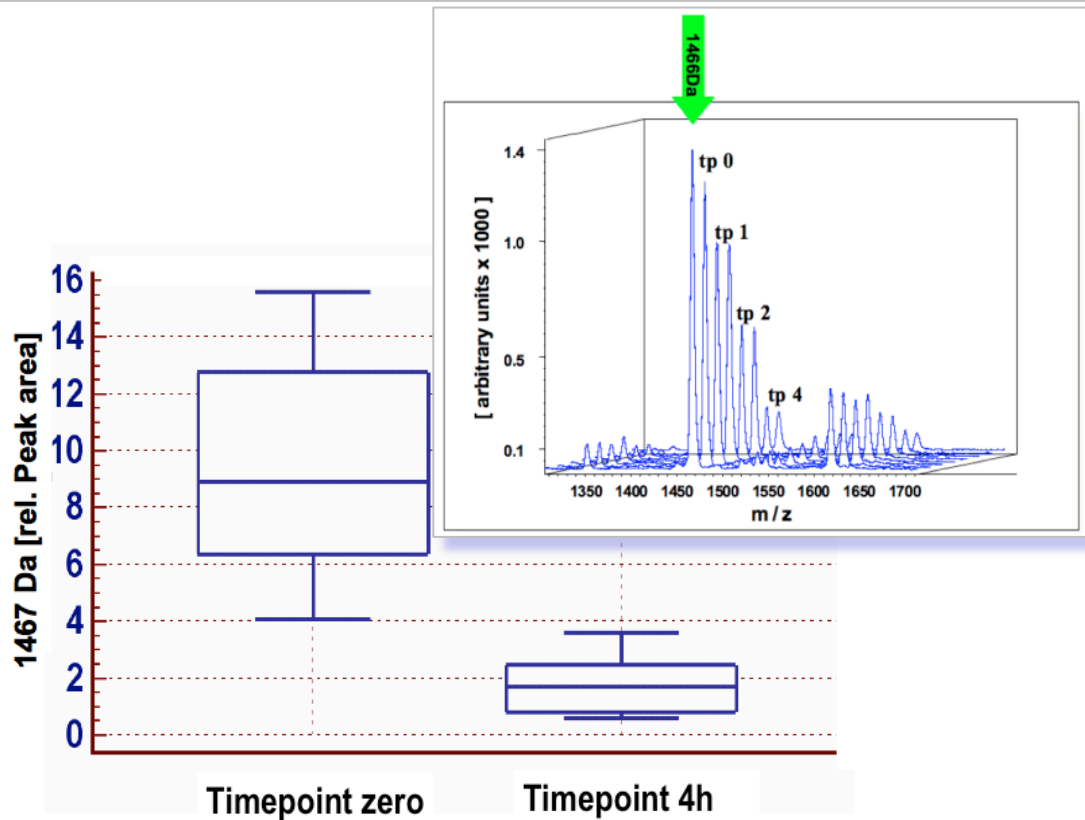 1466Da
[ arbitrary units x 1000 ]
1.4
1.0
0.5
0.1
tp 0
tp 1
tp 2
tp 4
1350 1400 1450 1500 1550 1600 1650 1700
m / z
1467 Da [rel. Peak area]
16
14
12
10
8
6
4
2
0
Timepoint zero
Timepoint 4h